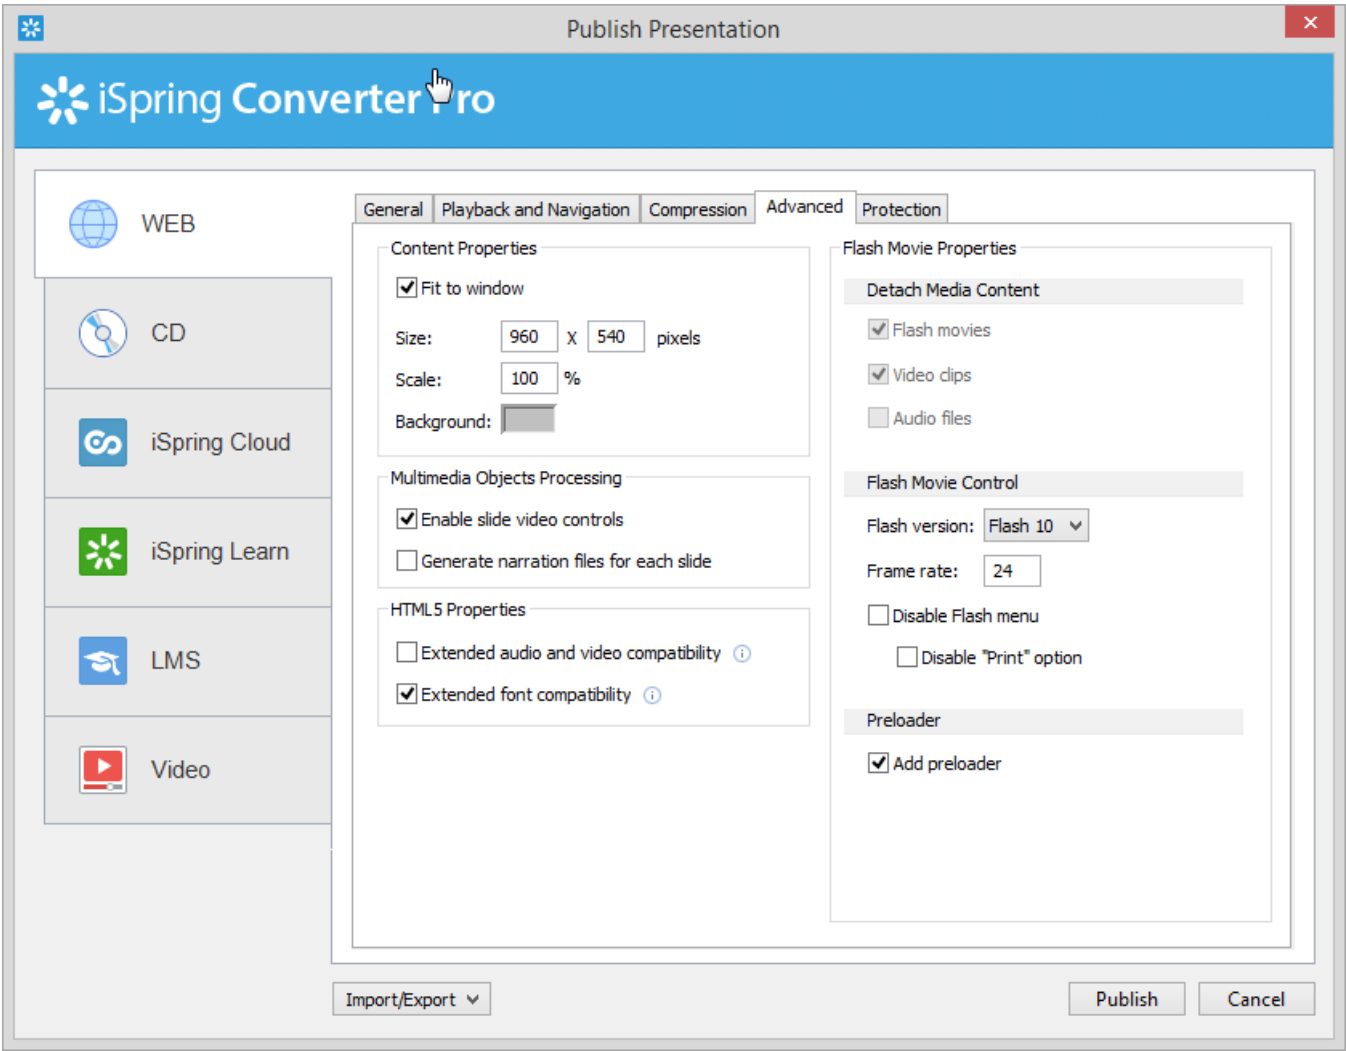 Publish Presentation
iSpring Converter Pro
WEB
CD
iSpring Cloud
iSpring Learn
LMS
Video
General Playback and Navigation Compression Advanced Protection
Content Properties
Fit to window
Size: 960 X 540 pixels
Scale: 100 %
Background:
Multimedia Objects Processing
Enable slide video controls
Generate narration files for each slide
HTML5 Properties
Extended audio and video compatibility
Extended font compatibility
Flash Movie Properties
Detach Media Content
Flash movies
Video clips
Audio files
Flash Movie Control
Flash version: Flash 10
Frame rate: 24
Disable Flash menu
Disable "Print" option
Preloader
Add preloader
Import/Export
Publish
Cancel